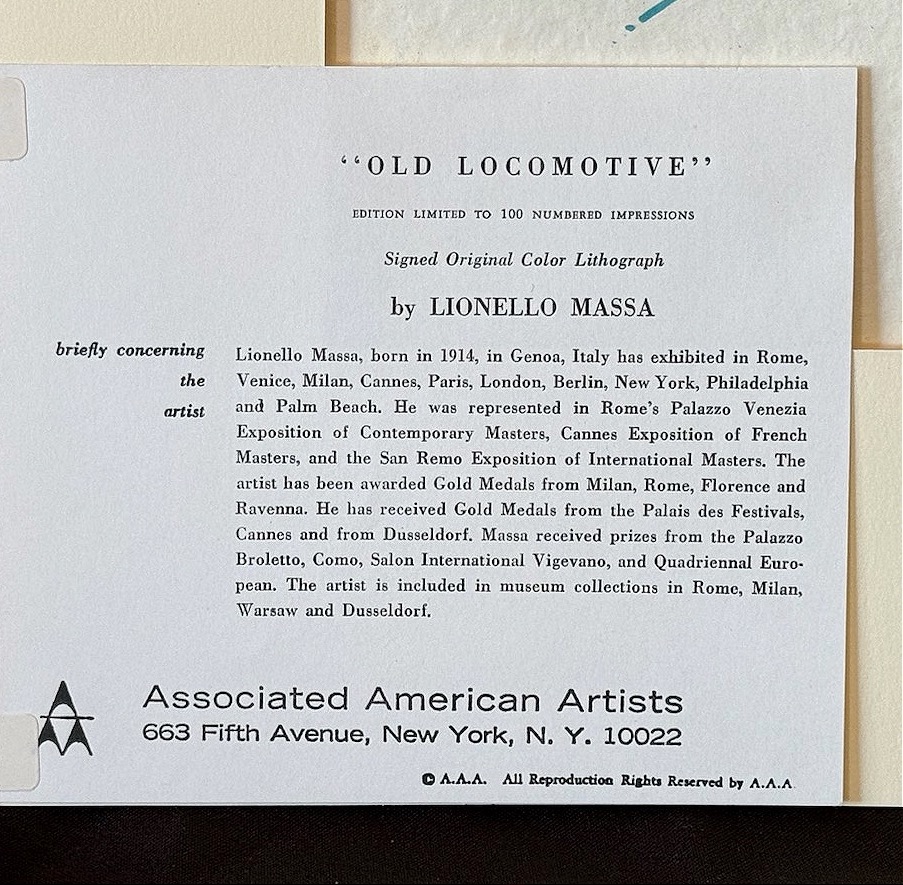 “OLD LOCOMOTIVE”
EDITION LIMITED TO 100 NUMBERED IMPRESSIONS
Signed Original Color Lithograph
by LIONELLO MASSA
briefly concerning
the
artist
Lionello Massa, born in 1914, in Genoa, Italy has exhibited in Rome,
Venice, Milan, Cannes, Paris, London, Berlin, New York, Philadelphia
and Palm Beach. He was represented in Rome's Palazzo Venezia
Exposition of Contemporary Masters, Cannes Exposition of French
Masters, and the San Remo Exposition of International Masters. The
artist has been awarded Gold Medals from Milan, Rome, Florence and
Ravenna. He has received Gold Medals from the Palais des Festivals,
Cannes and from Dusseldorf. Massa received prizes from the Palazzo
Broletto, Como, Salon International Vigevano, and Quadriennal Euro-
pean. The artist is included in museum collections in Rome, Milan,
Warsaw and Dusseldorf.
Associated American Artists
663 Fifth Avenue, New York, N. Y. 10022
© A.A.A. All Reproduction Rights Reserved by A.A.A.